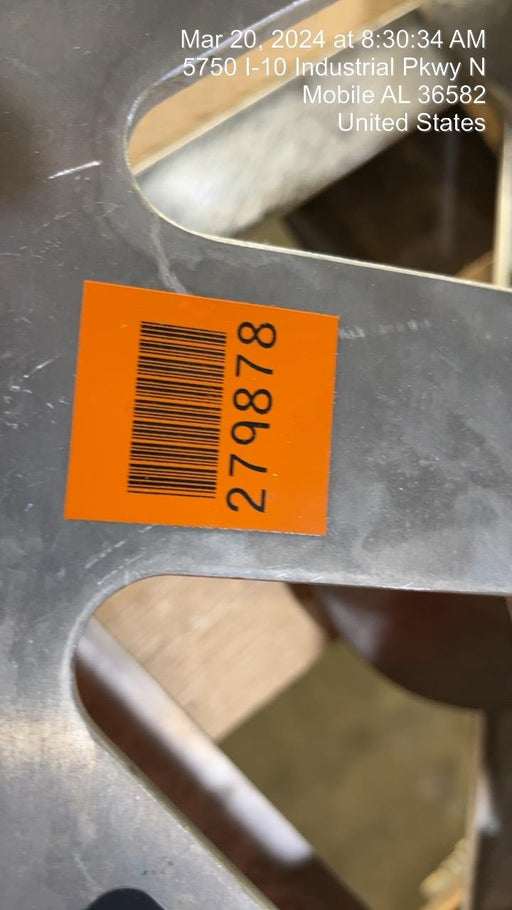 Mar 20, 2024 at 8:30:34 AM
5750 I-10 Industrial Pkwy N
Mobile AL 36582
United States
279878